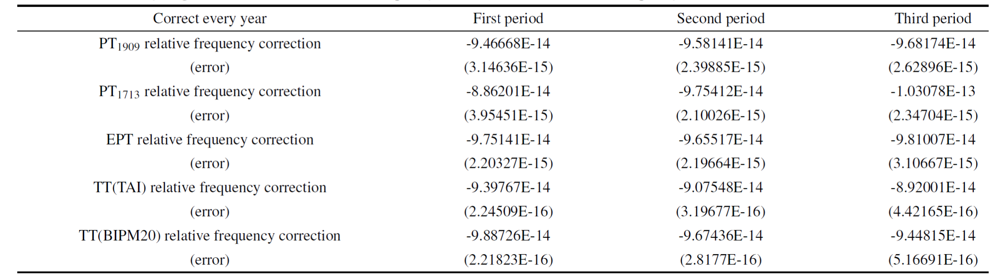 Correct every year First period Second period Third period
PT1909 relative frequency correction -9.46668E-14 -9.58141E-14 -9.68174E-14
(error) (3.14636E-15) (2.39885E-15) (2.62896E-15)
PT1713 relative frequency correction -8.86201E-14 -9.75412E-14 -1.03078E-13
(error) (3.95451E-15) (2.10026E-15) (2.34704E-15)
EPT relative frequency correction -9.75141E-14 -9.65517E-14 -9.81007E-14
(error) (2.20327E-15) (2.19664E-15) (3.10667E-15)
TT(TAI) relative frequency correction -9.39767E-14 -9.07548E-14 -8.92001E-14
(error) (2.24509E-16) (3.19677E-16) (4.42165E-16)
TT(BIPM20) relative frequency correction -9.88726E-14 -9.67436E-14 -9.44815E-14
(error) (2.21823E-16) (2.8177E-16) (5.16691E-16)